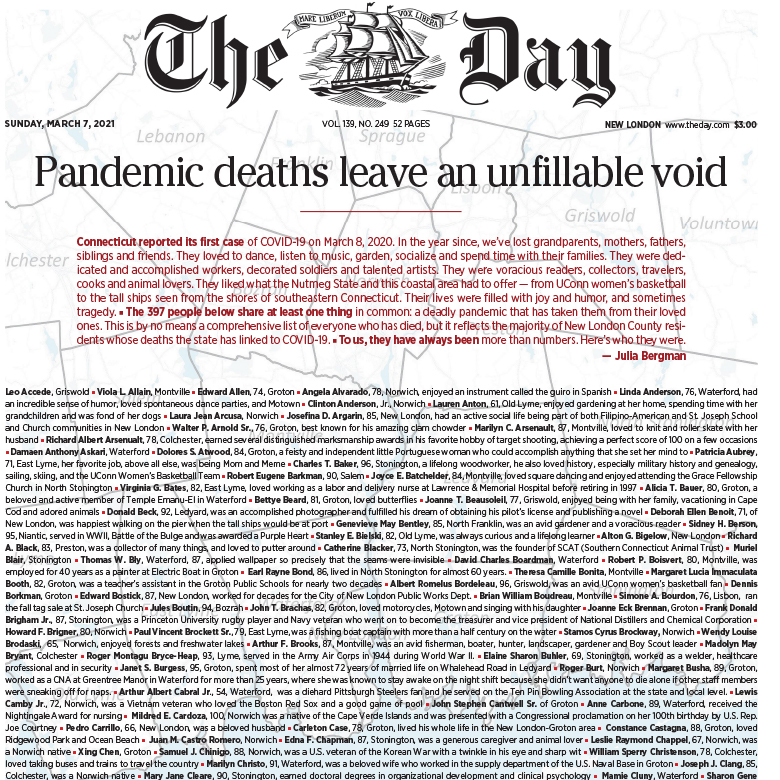 The Day
MARE LIBERUM VOX LIBERA
SUNDAY, MARCH 7, 2021 VOL. 139, NO. 249 52 PAGES NEW LONDON www.theday.com $3.00
Lebanon
Sprague
Franklin
Lisbon
Griswold
Voluntow
lchester
Pandemic deaths leave an unfillable void
Connecticut reported its first case of COVID-19 on March 8, 2020. In the year since, we've lost grandparents, mothers, fathers,
siblings and friends. They loved to dance, listen to music, garden, socialize and spend time with their families. They were ded-
icated and accomplished workers, decorated soldiers and talented artists. They were voracious readers, collectors, travelers,
cooks and animal lovers. They liked what the Nutmeg State and this coastal area had to offer — from UConn women's basketball
to the tall ships seen from the shores of southeastern Connecticut. Their lives were filled with joy and humor, and sometimes
tragedy. ▪ The 397 people below share at least one thing in common: a deadly pandemic that has taken them from their loved
ones. This is by no means a comprehensive list of everyone who has died, but it reflects the majority of New London County resi-
dents whose deaths the state has linked to COVID-19. ▪ To us, they have always been more than numbers. Here's who they were.
— Julia Bergman
Leo Accede, Griswold ▪ Viola L. Allain, Montville ▪ Edward Allen, 74, Groton ▪ Angela Alvarado, 78, Norwich, enjoyed an instrument called the guiro in Spanish ▪ Linda Anderson, 76, Waterford, had
an incredible sense of humor, loved spontaneous dance parties, and Motown ▪ Clinton Anderson, Jr., Norwich ▪ Lauren Anton, 61, Old Lyme, enjoyed gardening at her home, spending time with her
grandchildren and was fond of her dogs ▪ Laura Jean Arcusa, Norwich ▪ Josefina D. Argarin, 85, New London, had an active social life being part of both Filipino-American and St. Joseph School
and Church communities in New London ▪ Walter P. Arnold Sr., 76, Groton, best known for his amazing clam chowder ▪ Marilyn C. Arsenault, 87, Montville, loved to knit and roller skate with her
husband ▪ Richard Albert Arsenualt, 78, Colchester, earned several distinguished marksmanship awards in his favorite hobby of target shooting, achieving a perfect score of 100 on a few occasions
▪ Damaen Anthony Askari, Waterford ▪ Dolores S. Atwood, 84, Groton, a feisty and independent little Portuguese woman who could accomplish anything that she set her mind to ▪ Patricia Aubrey,
71, East Lyme, her favorite job, above all else, was being Mom and Meme ▪ Charles T. Baker, 96, Stonington, a lifelong woodworker, he also loved history, especially military history and genealogy,
sailing, skiing, and the UConn Women's Basketball Team ▪ Robert Eugene Barkman, 90, Salem ▪ Joyce E. Batchelder, 84, Montville, loved square dancing and enjoyed attending the Grace Fellowship
Church in North Stonington ▪ Virginia G. Bates, 82, East Lyme, loved working as a labor and delivery nurse at Lawrence & Memorial Hospital before retiring in 1997 ▪ Alicia T. Bauer, 80, Groton, a
beloved and active member of Temple Emanu-El in Waterford ▪ Bettye Beard, 81, Groton, loved butterflies ▪ Joanne T. Beausoleil, 77, Griswold, enjoyed being with her family, vacationing in Cape
Cod and adored animals ▪ Donald Beck, 92, Ledyard, was an accomplished photographer and fulfilled his dream of obtaining his pilot's license and publishing a novel ▪ Deborah Ellen Benoit, 71, of
New London, was happiest walking on the pier when the tall ships would be at port ▪ Genevieve May Bentley, 85, North Franklin, was an avid gardener and a voracious reader ▪ Sidney H. Berson,
95, Niantic, served in WWII, Battle of the Bulge and was awarded a Purple Heart ▪ Stanley E. Bielski, 82, Old Lyme, was always curious and a lifelong learner ▪ Alton G. Bigelow, New London ▪ Richard
A. Black, 83, Preston, was a collector of many things, and loved to putter around ▪ Catherine Blacker, 73, North Stonington, was the founder of SCAT (Southern Connecticut Animal Trust) ▪ Muriel
Blair, Stonington ▪ Thomas W. Bly, Waterford, 87, applied wallpaper so precisely that the seams were invisible ▪ David Charles Boardman, Waterford ▪ Robert P. Boisvert, 80, Montville, was
employed for 40 years as a painter at Electric Boat in Groton ▪ Earl Rayne Bond, 86, lived in North Stonington for almost 60 years. ▪ Theresa Camille Bonita, Montville ▪ Margaret Lucia Immaculata
Booth, 82, Groton, was a teacher's assistant in the Groton Public Schools for nearly two decades ▪ Albert Romelus Bordeleau, 96, Griswold, was an avid UConn women's basketball fan ▪ Dennis
Borkman, Groton ▪ Edward Bostick, 87, New London, worked for decades for the City of New London Public Works Dept. ▪ Brian William Boudreau, Montville ▪ Simone A. Bourdon, 76, Lisbon, ran
the fall tag sale at St. Joseph Church ▪ Jules Boutin, 94, Bozrah ▪ John T. Brachas, 82, Groton, loved motorcycles, Motown and singing with his daughter ▪ Joanne Eck Brennan, Groton ▪ Frank Donald
Brigham Jr., 87, Stonington, was a Princeton University rugby player and Navy veteran who went on to become the treasurer and vice president of National Distillers and Chemical Corporation ▪
Howard F. Brigner, 80, Norwich ▪ Paul Vincent Brockett Sr., 79, East Lyme, was a fishing boat captain with more than a half century on the water ▪ Stamos Cyrus Brockway, Norwich ▪ Wendy Louise
Brodaski, 65, Norwich, enjoyed forests and freshwater lakes ▪ Arthur F. Brooks, 87, Montville, was an avid fisherman, boater, hunter, landscaper, gardener and Boy Scout leader ▪ Madolyn May
Bryant, Colchester ▪ Roger Montagu Bryce-Heap, 93, Lyme, served in the Army Air Corps in 1944 during World War II. ▪ Elaine Sharon Buhler, 69, Stonington, worked as a welder, healthcare
professional and in security ▪ Janet S. Burgess, 95, Groton, spent most of her almost 72 years of married life on Whalehead Road in Ledyard ▪ Roger Burt, Norwich ▪ Margaret Busha, 89, Groton,
worked as a CNA at Greentree Manor in Waterford for more than 25 years, where she was known to stay awake on the night shift because she didn't want anyone to die alone if other staff members
were sneaking off for naps. ▪ Arthur Albert Cabral Jr., 54, Waterford, was a diehard Pittsburgh Steelers fan and served on the Ten Pin Bowling Association at the state and local level. ▪ Lewis
Camby Jr., 72, Norwich, was a Vietnam veteran who loved the Boston Red Sox and a good game of pool ▪ John Stephen Cantwell Sr. of Groton ▪ Anne Carbone, 89, Waterford, received the
Nightingale Award for nursing ▪ Mildred E. Cardoza, 100, Norwich was a native of the Cape Verde Islands and was presented with a Congressional proclamation on her 100th birthday by U.S. Rep.
Joe Courtney ▪ Pedro Carrillo, 66, New London, was a beloved husband ▪ Carleton Case, 78, Groton, lived his whole life in the New London-Groton area ▪ Constance Castagna, 88, Groton, loved
Ridgewood Park and Ocean Beach ▪ Juan M. Castro Romero, Norwich ▪ Edna F. Chapman, 87, Stonington, was a generous caregiver and animal lover ▪ Leslie Raymond Chappel, 67, Norwich, was
a Norwich native ▪ Xing Chen, Groton ▪ Samuel J. Chinigo, 88, Norwich, was a U.S. veteran of the Korean War with a twinkle in his eye and sharp wit ▪ William Sperry Christensen, 78, Colchester,
loved taking buses and trains to travel the country ▪ Marilyn Christo, 91, Waterford, was a beloved wife who worked in the supply department of the U.S. Naval Base in Groton ▪ Joseph J. Clang, 85,
Colchester, was a Norwich native ▪ Mary Jane Cleare, 90, Stonington, earned doctoral degrees in organizational development and clinical psychology ▪ Mamie Cluny, Waterford ▪ Sharon Gene